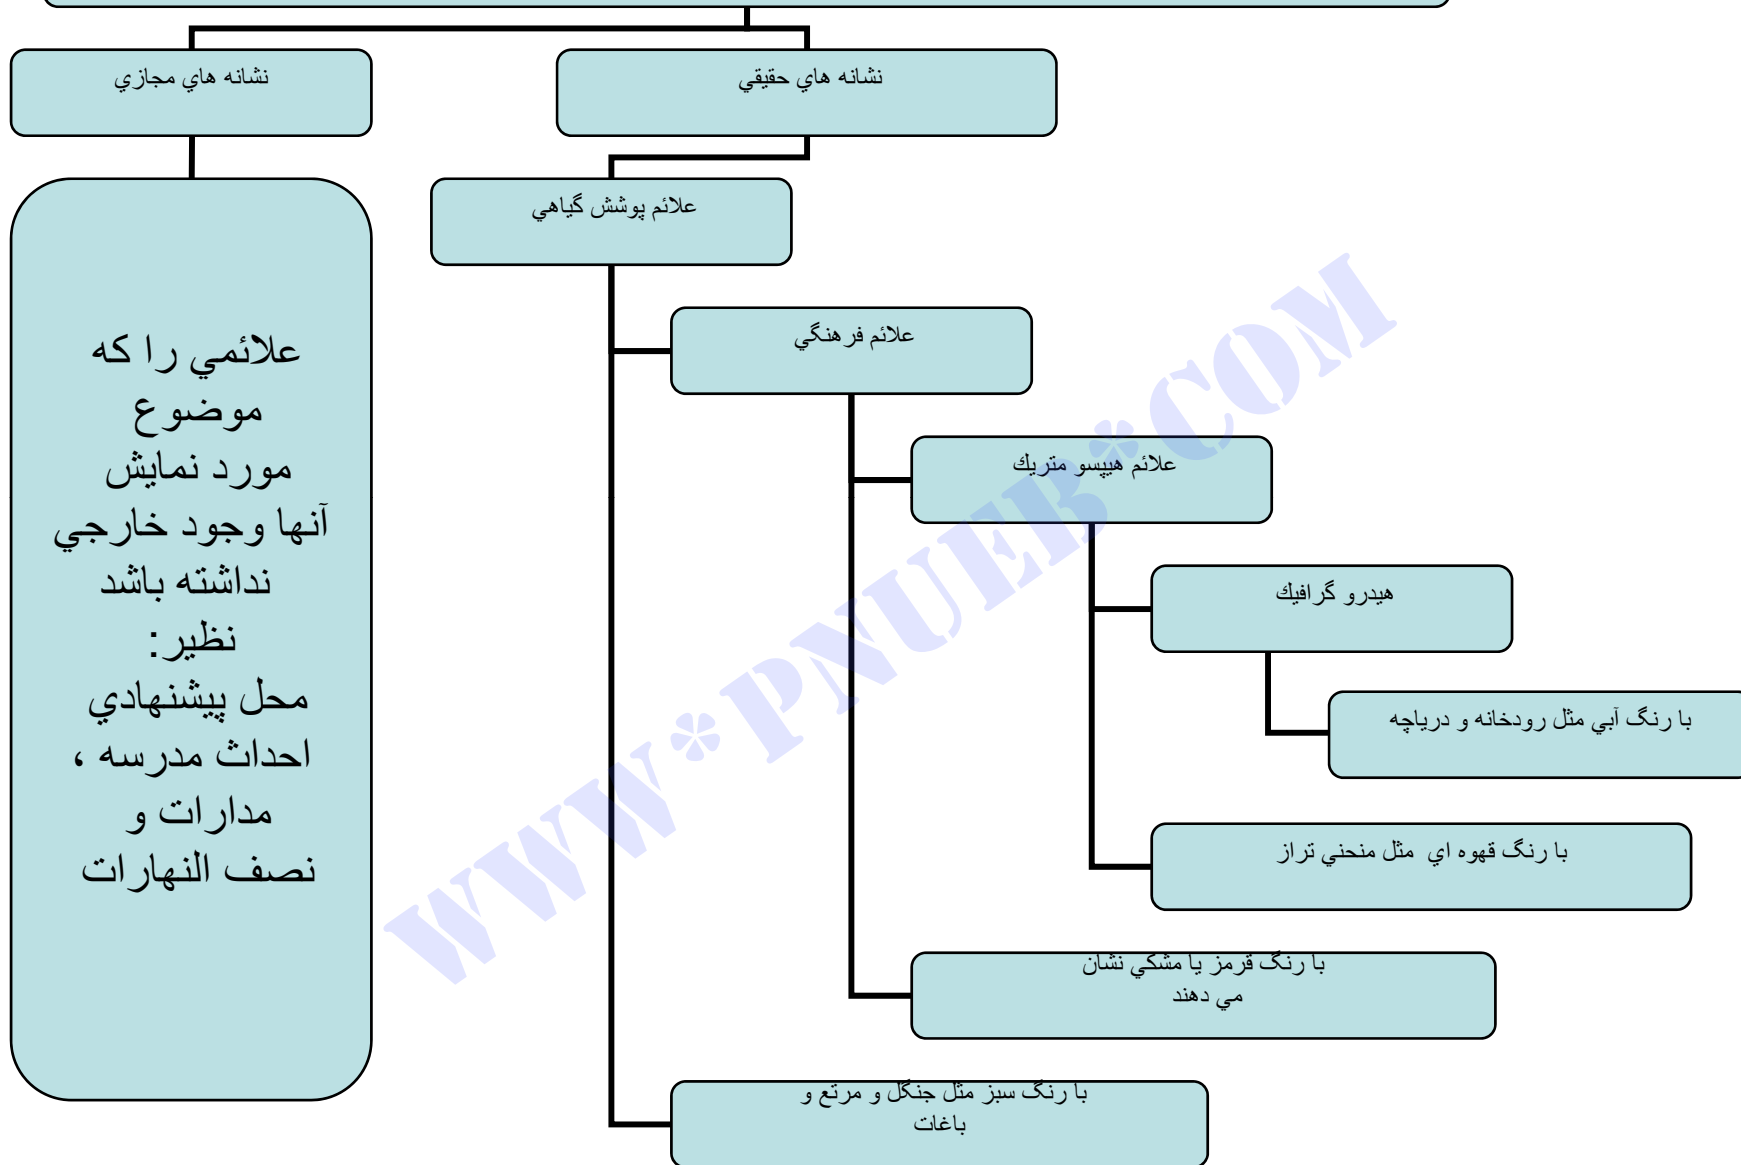 نشانه هاي حقيقي
نشانه هاي مجازي
علائم پوشش گياهي
علائم فرهنگي
علائم هيپسو متريك
هيدرو گرافيك
با رنگ آبي مثل رودخانه و درياچه
با رنگ قهوه اي مثل منحني تراز
با رنگ قرمز يا مشكي نشان
مي دهند
با رنگ سبز مثل جنگل و مرتع و
باغات
علائمي را كه
موضوع
مورد نمايش
آنها وجود خارجي
نداشته باشد
نظير:
محل پيشنهادي
احداث مدرسه ،
مدارات و
نصف النهارات
WWW*PNUEB*COM